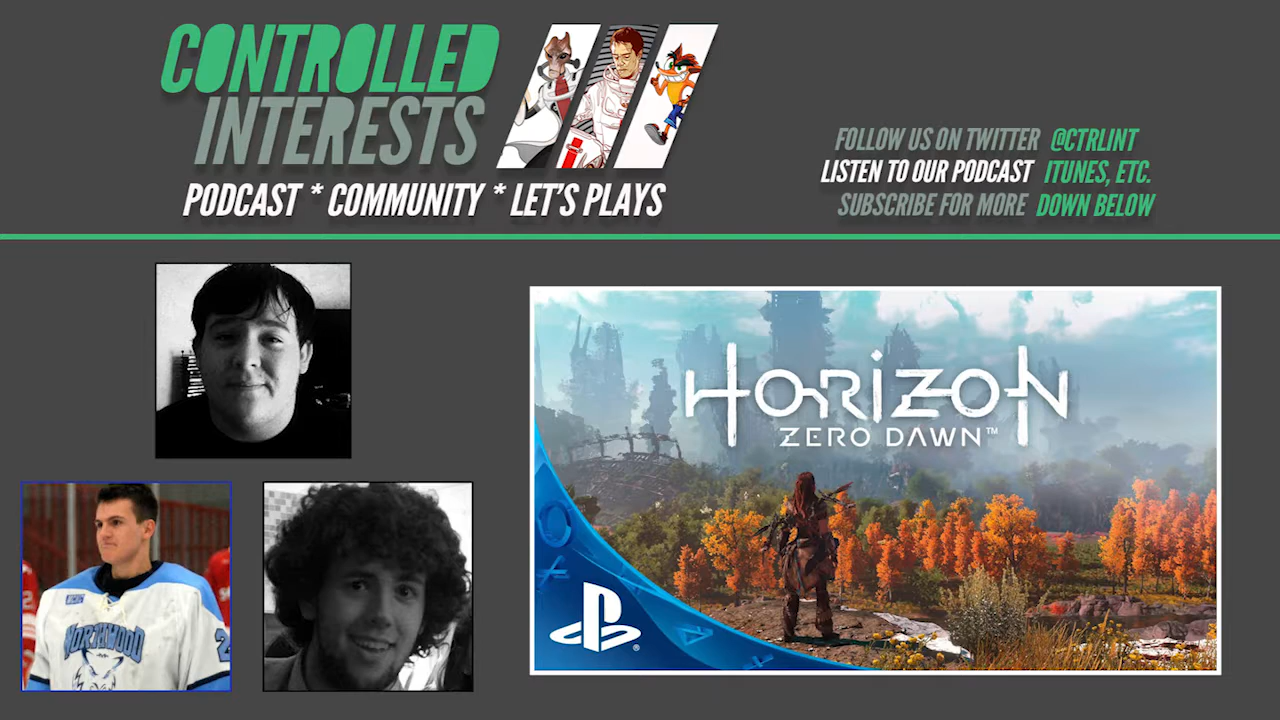 CONTROLLED
INTERESTS
PODCAST * COMMUNITY * LET'S PLAYS
FOLLOW US ON TWITTER @CTRLINT
LISTEN TO OUR PODCAST ITUNES, ETC.
SUBSCRIBE FOR MORE DOWN BELOW
HORIZON
ZERO DAWN™
NORTHWOOD